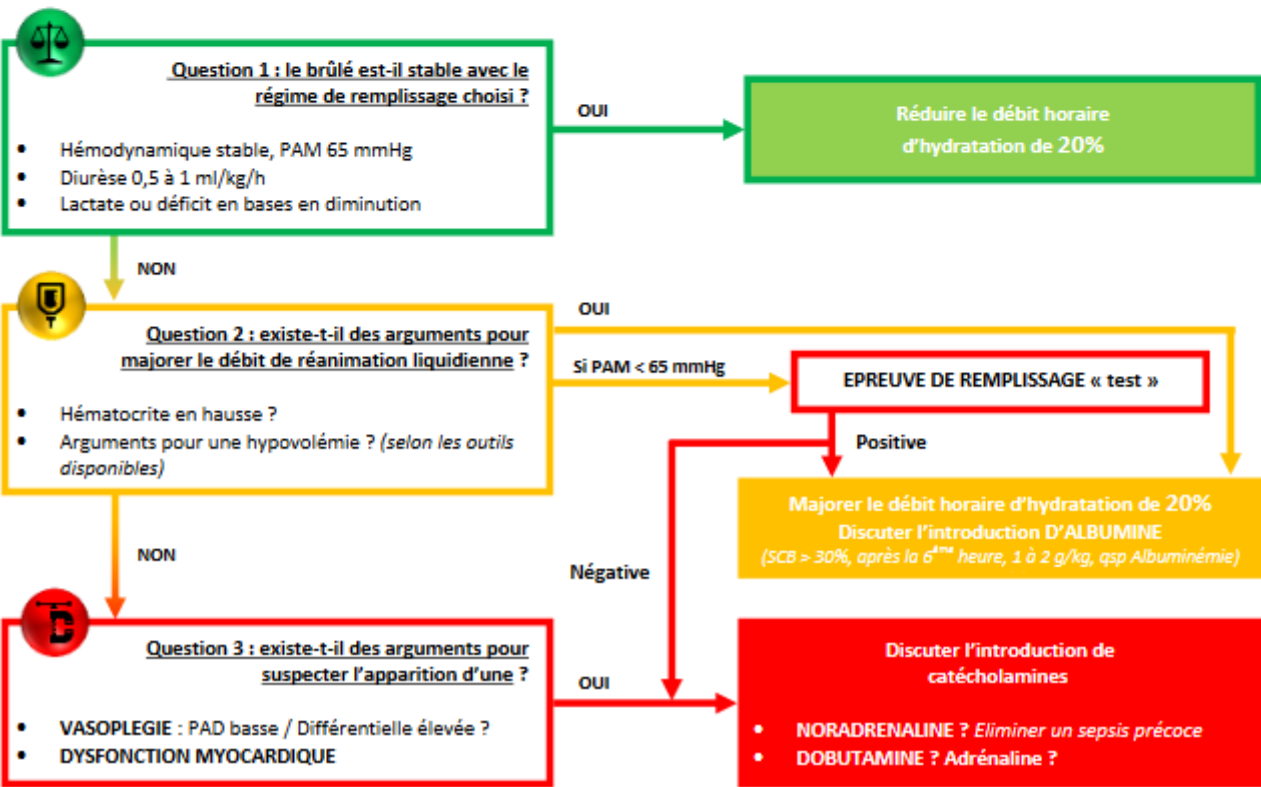 Question 1 : le brûlé est-il stable avec le
régime de remplissage choisi ?
• Hémodynamique stable, PAM 65 mmHg
• Diurèse 0,5 à 1 ml/kg/h
• Lactate ou déficit en bases en diminution
OUI
Réduire le débit horaire
d'hydratation de 20%
NON
Question 2 : existe-t-il des arguments pour
majorer le débit de réanimation liquidienne ?
• Hématocrite en hausse ?
• Arguments pour une hypovolémie ? (selon les outils
disponibles)
OUI
Si PAM < 65 mmHg
EPREUVE DE REMPLISSAGE « test »
Positive
Majorer le débit horaire d'hydratation de 20%
Discuter l'introduction D'ALBUMINE
(SCB > 30%, après la 6ème heure, 1 à 2 g/kg, qsp Albuminémie)
NON
Négative
Question 3 : existe-t-il des arguments pour
suspecter l'apparition d'une ?
• VASOPLEGIE : PAD basse / Différentielle élevée ?
• DYSFONCTION MYOCARDIQUE
OUI
Discuter l'introduction de
catécholamines
• NORADRENALINE ? Eliminer un sepsis précoce
• DOBUTAMINE ? Adrénaline ?